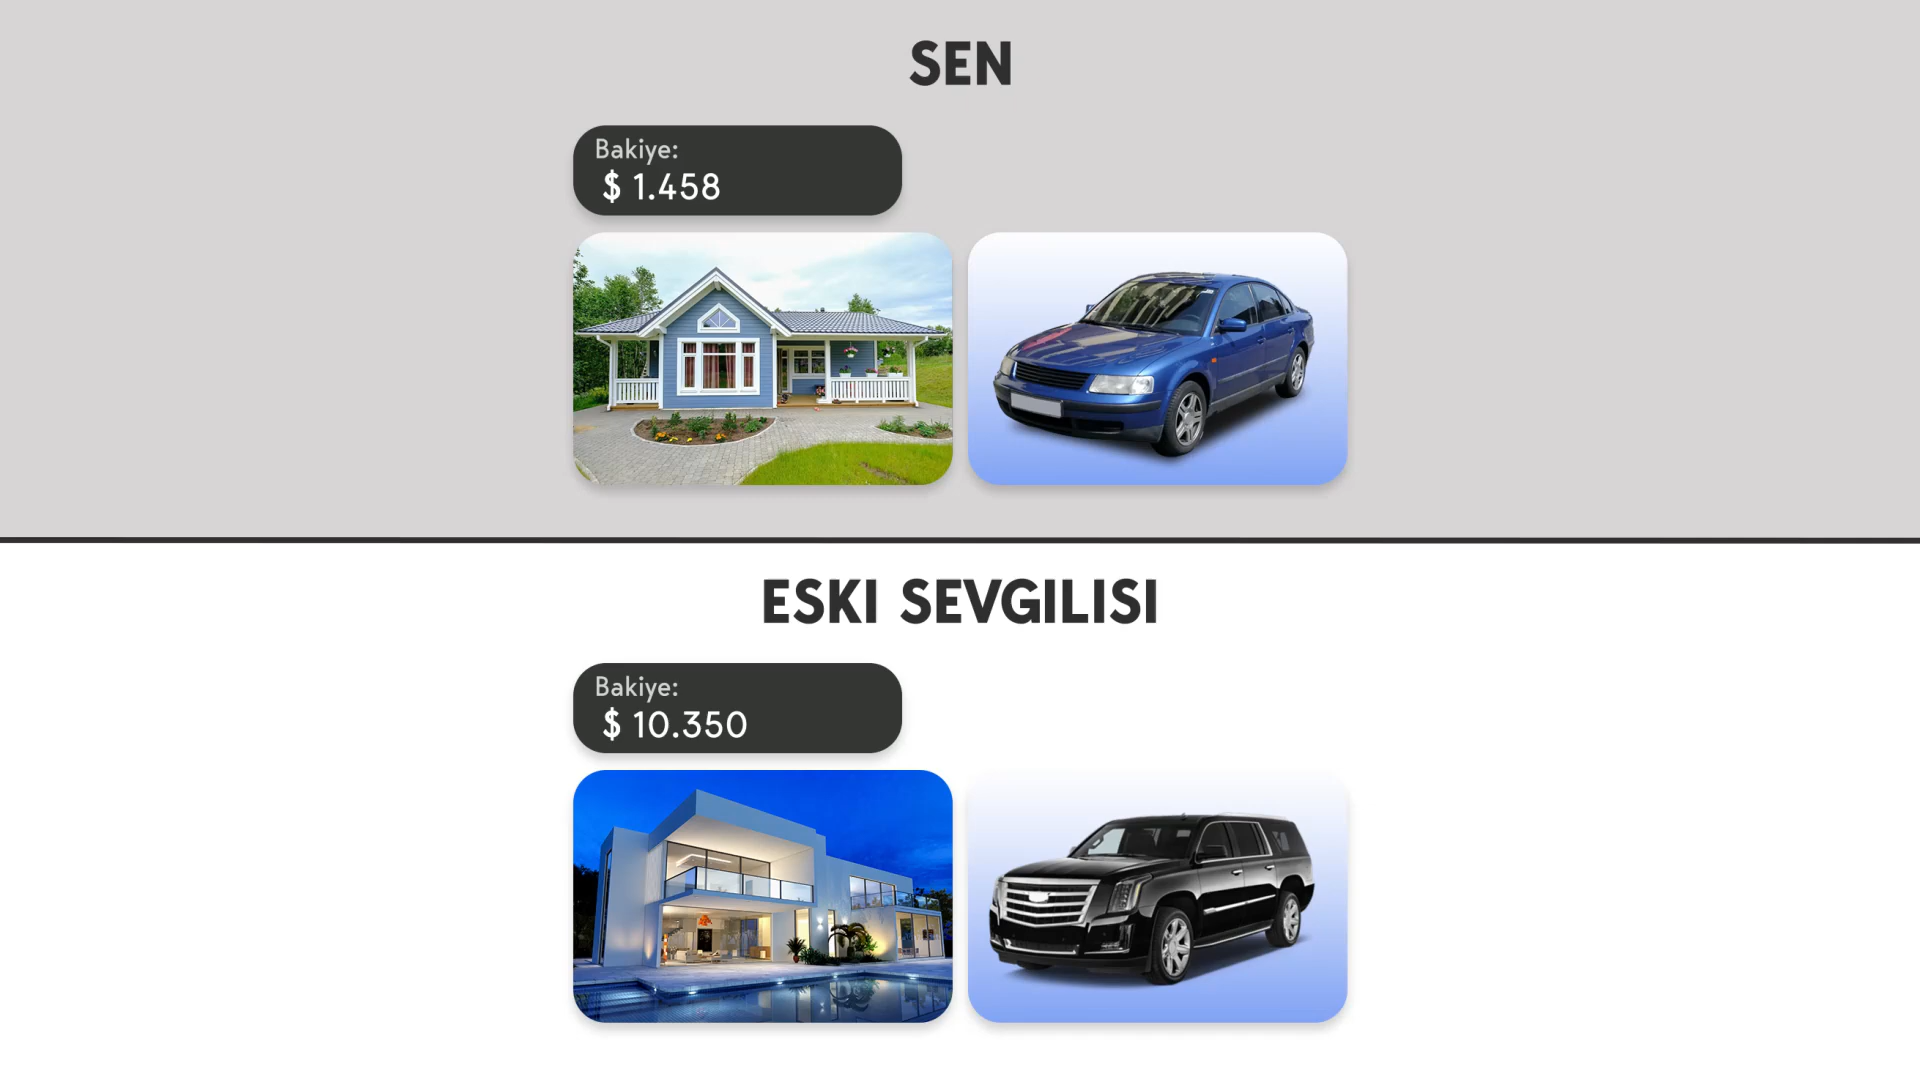 SEN
Bakiye:
$ 1.458
ESKI SEVGILISI
Bakiye:
$ 10.350